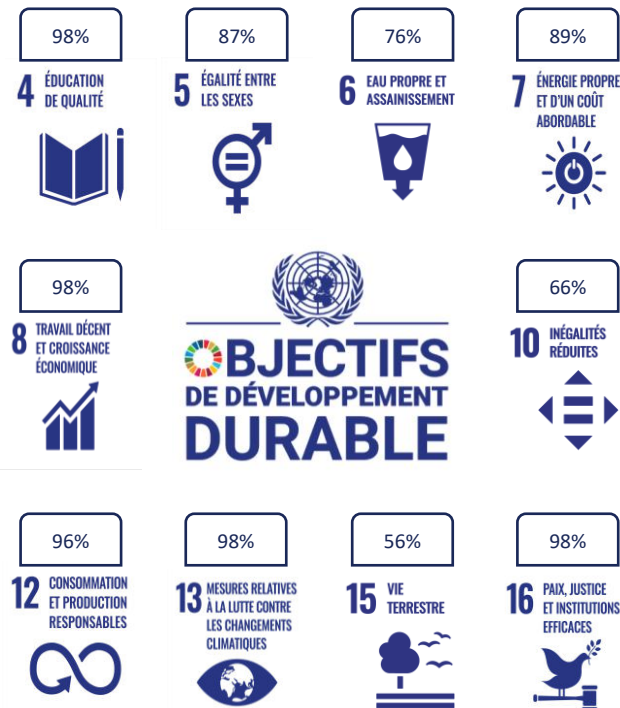 98%
4 ÉDUCATION
DE QUALITÉ
87%
5 ÉGALITÉ ENTRE
LES SEXES
76%
6 EAU PROPRE ET
ASSAINISSEMENT
89%
7 ÉNERGIE PROPRE
ET D'UN COÛT
ABORDABLE
98%
8 TRAVAIL DÉCENT
ET CROISSANCE
ÉCONOMIQUE
OBJECTIFS
DE DÉVELOPPEMENT
DURABLE
66%
10 INÉGALITÉS
RÉDUITES
96%
12 CONSOMMATION
ET PRODUCTION
RESPONSABLES
98%
13 MESURES RELATIVES
À LA LUTTE CONTRE
LES CHANGEMENTS
CLIMATIQUES
56%
15 VIE
TERRESTRE
98%
16 PAIX, JUSTICE
ET INSTITUTIONS
EFFICACES